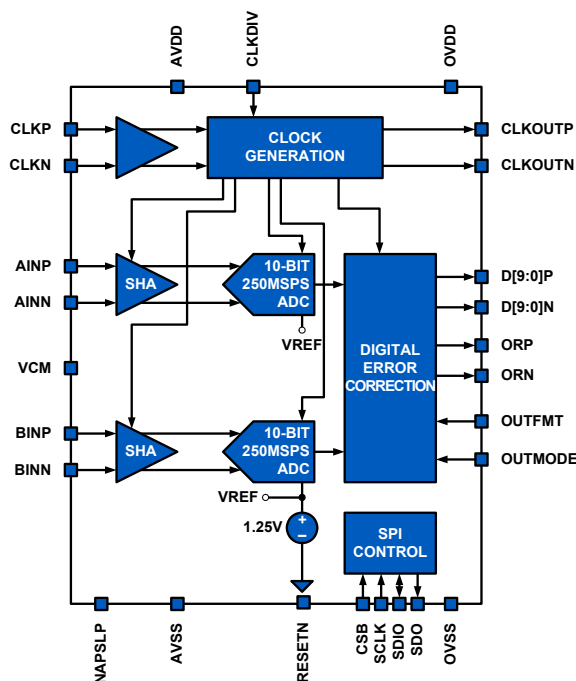 AVDD
CLKDIV
OVDD
CLKP
CLKN
CLOCK
GENERATION
CLKOUTP
CLKOUTN
AINP
AINN
SHA
10-BIT
250MSPS
ADC
VREF
VCM
DIGITAL
ERROR
CORRECTION
D[9:0]P
D[9:0]N
ORP
ORN
OUTFMT
OUTMODE
BINP
BINN
SHA
10-BIT
250MSPS
ADC
VREF
1.25V
+
–
SPI
CONTROL
NAPSLP
AVSS
RESETN
CSB
SCLK
SDIO
SDO
OVSS